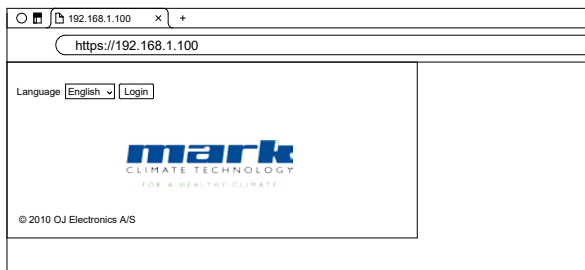 192.168.1.100
https://192.168.1.100
Language English Login
mark
CLIMATE TECHNOLOGY
FOR A HEALTHY CLIMATE
© 2010 OJ Electronics A/S